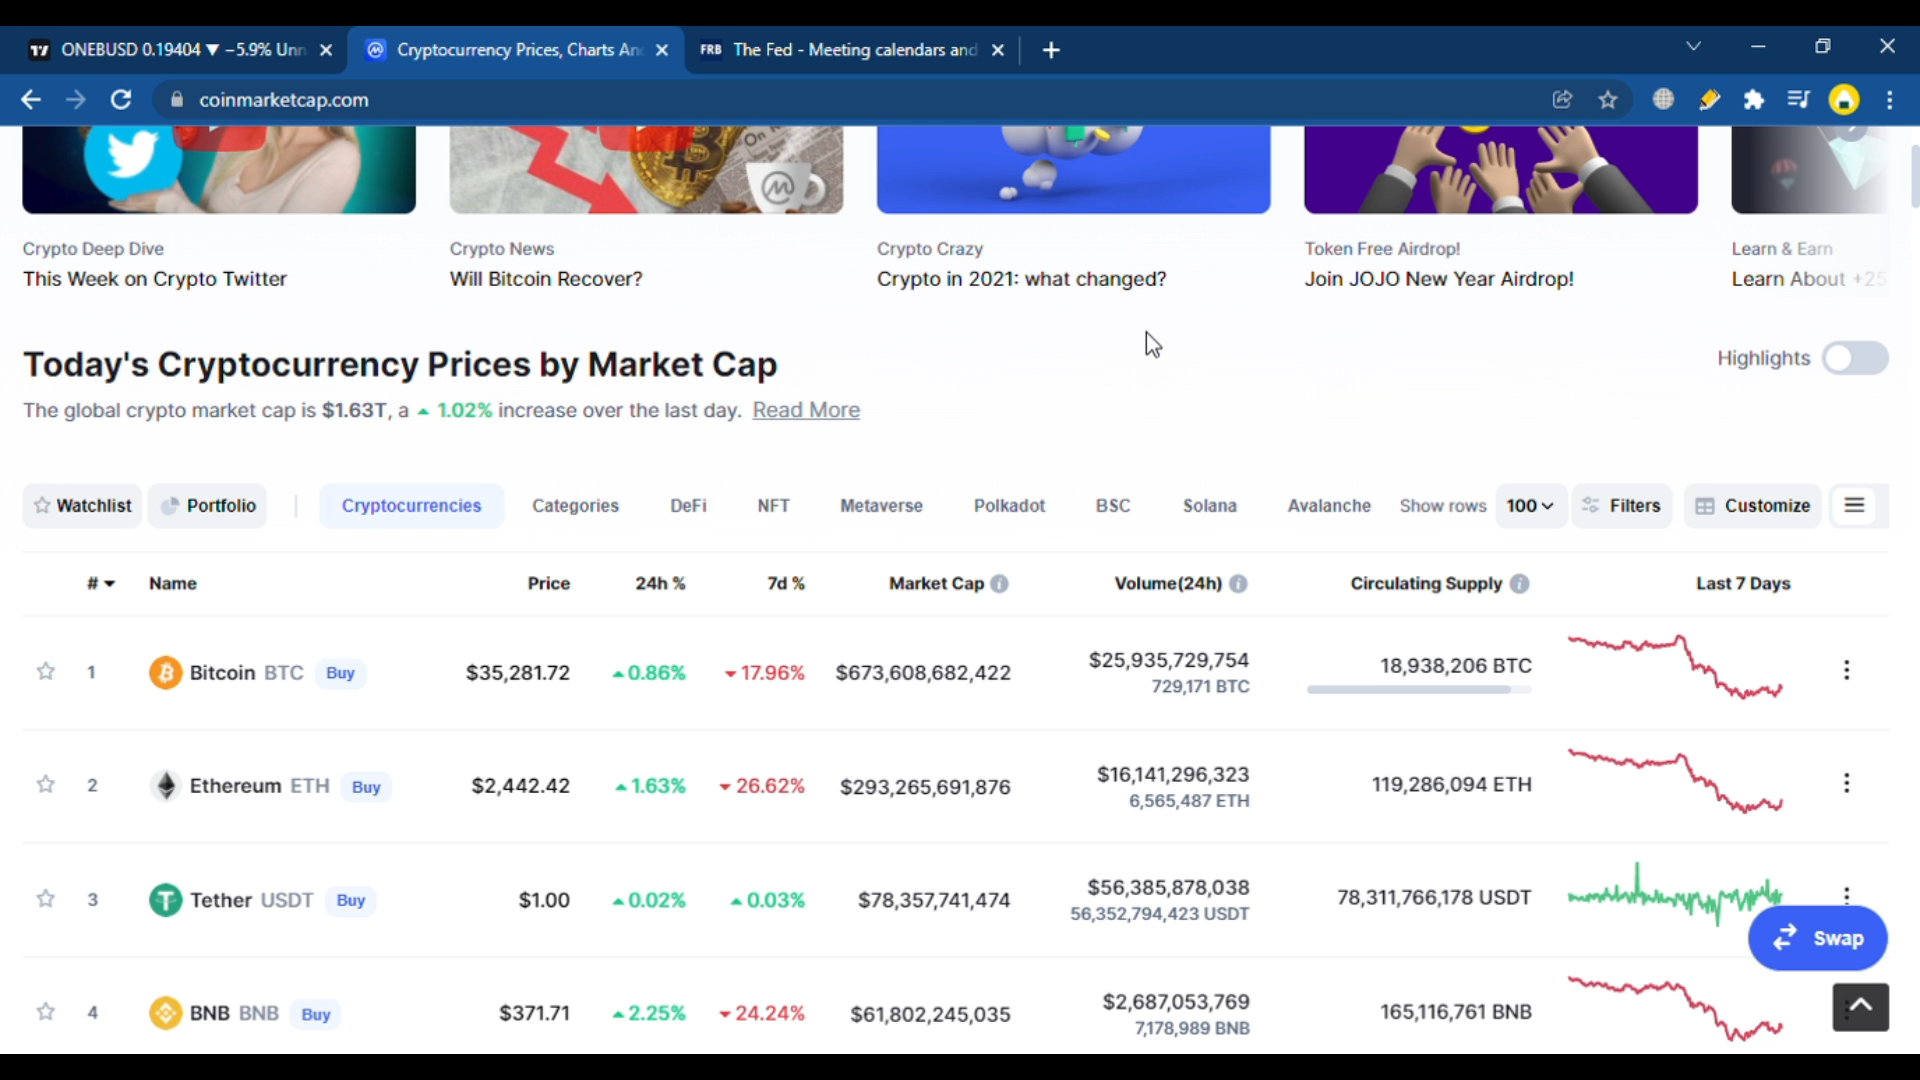 ONEBUSD 0.19404 ▼ −5.9% Unn
Cryptocurrency Prices, Charts An
FRB The Fed - Meeting calendars and
coinmarketcap.com
Crypto Deep Dive
This Week on Crypto Twitter
Crypto News
Will Bitcoin Recover?
Crypto Crazy
Crypto in 2021: what changed?
Token Free Airdrop!
Join JOJO New Year Airdrop!
Learn & Earn
Learn About +25
Today's Cryptocurrency Prices by Market Cap
Highlights
The global crypto market cap is $1.63T, a ▲ 1.02% increase over the last day. Read More
Watchlist Portfolio Cryptocurrencies Categories DeFi NFT Metaverse Polkadot BSC Solana Avalanche Show rows 100 Filters Customize
# Name Price 24h % 7d % Market Cap Volume(24h) Circulating Supply Last 7 Days
1 Bitcoin BTC Buy $35,281.72 ▲0.86% ▼17.96% $673,608,682,422 $25,935,729,754 18,938,206 BTC
729,171 BTC
2 Ethereum ETH Buy $2,442.42 ▲1.63% ▼26.62% $293,265,691,876 $16,141,296,323 119,286,094 ETH
6,565,487 ETH
3 Tether USDT Buy $1.00 ▲0.02% ▲0.03% $78,357,741,474 $56,385,878,038 78,311,766,178 USDT
56,352,794,423 USDT
Swap
4 BNB BNB Buy $371.71 ▲2.25% ▼24.24% $61,802,245,035 $2,687,053,769 165,116,761 BNB
7,178,989 BNB